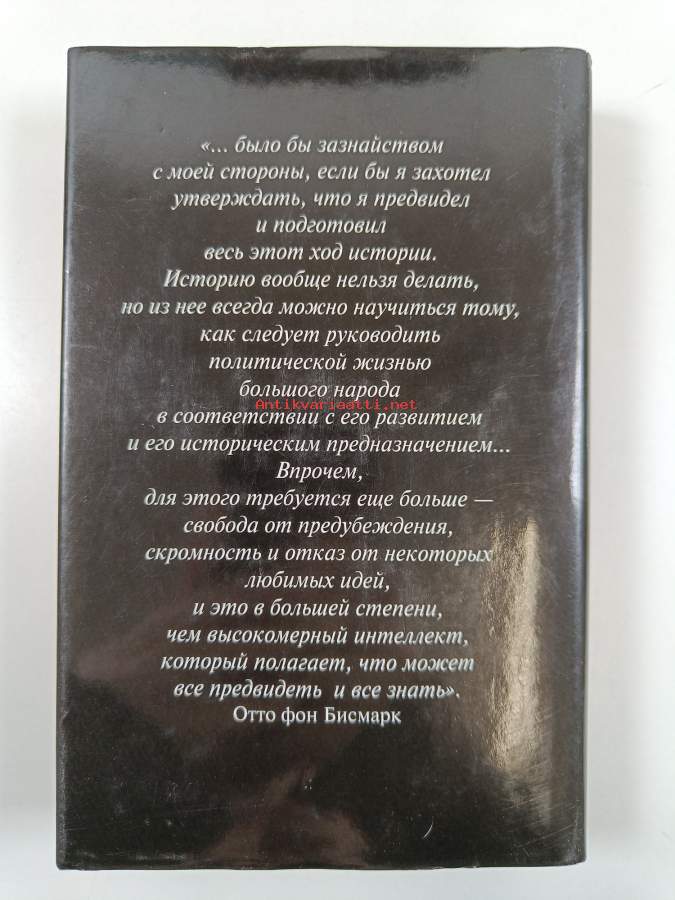 «... было бы зазнайством
с моей стороны, если бы я захотел
утверждать, что я предвидел
и подготовил
весь этот ход истории.
Историю вообще нельзя делать,
но из нее всегда можно научиться тому,
как следует руководить
политической жизнью
большого народа
Antikvariaatti.net
в соответствии с его развитием
и его историческим предназначением...
Впрочем,
для этого требуется еще больше —
свобода от предубеждения,
скромность и отказ от некоторых
любимых идей,
и это в большей степени,
чем высокомерный интеллект,
который полагает, что может
все предвидеть и все знать».
Отто фон Бисмарк